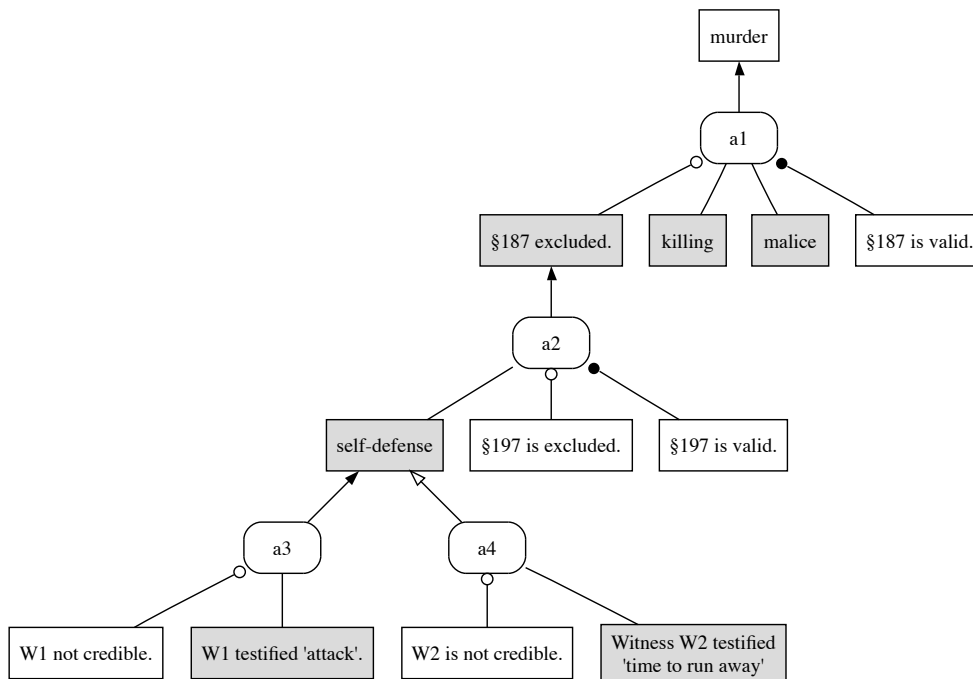 murder
a1
§187 excluded.
killing
malice
§187 is valid.
a2
self-defense
§197 is excluded.
§197 is valid.
a3
a4
W1 not credible.
W1 testified 'attack'.
W2 is not credible.
Witness W2 testified
'time to run away'